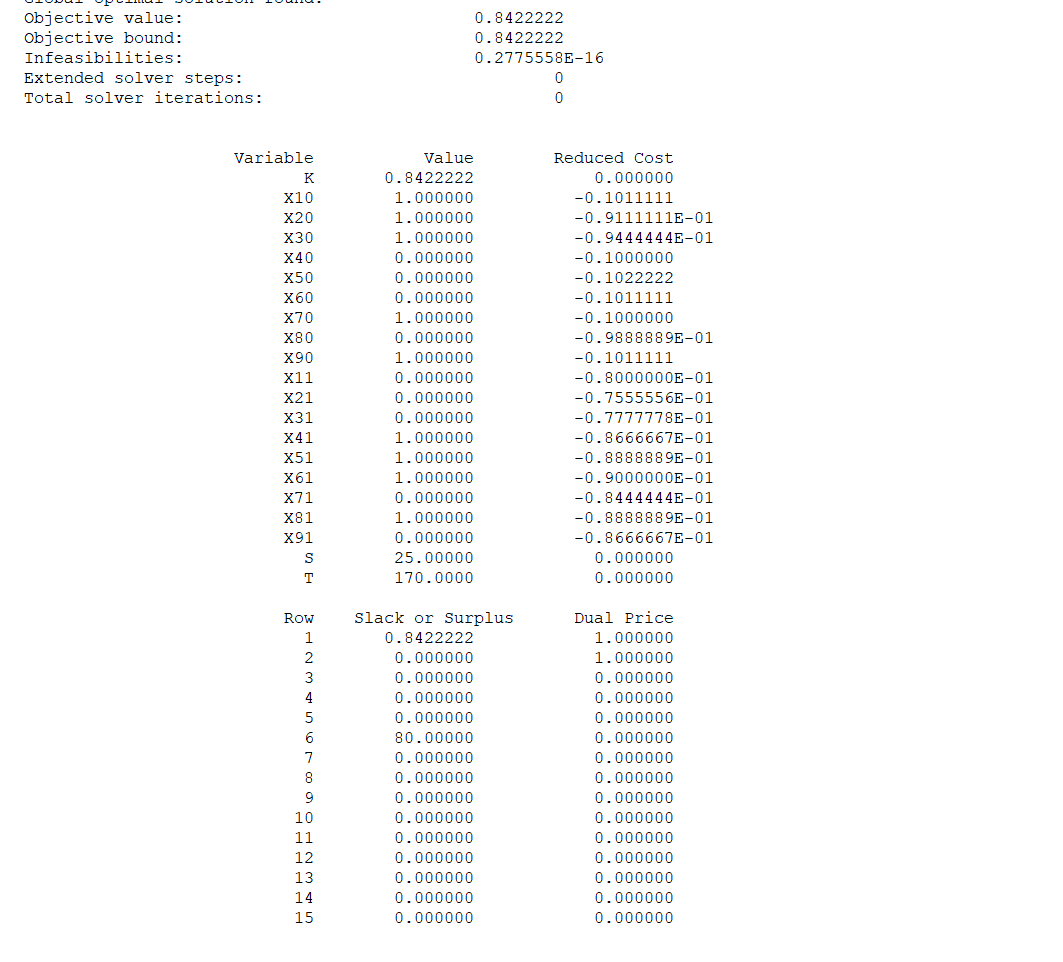 Global optimal solution found.
Objective value: 0.8422222
Objective bound: 0.8422222
Infeasibilities: 0.2775558E-16
Extended solver steps: 0
Total solver iterations: 0
Variable Value Reduced Cost
K 0.8422222 0.000000
X10 1.000000 -0.1011111
X20 1.000000 -0.9111111E-01
X30 1.000000 -0.9444444E-01
X40 0.000000 -0.1000000
X50 0.000000 -0.1022222
X60 0.000000 -0.1011111
X70 1.000000 -0.1000000
X80 0.000000 -0.9888889E-01
X90 1.000000 -0.1011111
X11 0.000000 -0.8000000E-01
X21 0.000000 -0.7555556E-01
X31 0.000000 -0.7777778E-01
X41 1.000000 -0.8666667E-01
X51 1.000000 -0.8888889E-01
X61 1.000000 -0.9000000E-01
X71 0.000000 -0.8444444E-01
X81 1.000000 -0.8888889E-01
X91 0.000000 -0.8666667E-01
S 25.00000 0.000000
T 170.0000 0.000000
Row Slack or Surplus Dual Price
1 0.8422222 1.000000
2 0.000000 1.000000
3 0.000000 0.000000
4 0.000000 0.000000
5 0.000000 0.000000
6 80.00000 0.000000
7 0.000000 0.000000
8 0.000000 0.000000
9 0.000000 0.000000
10 0.000000 0.000000
11 0.000000 0.000000
12 0.000000 0.000000
13 0.000000 0.000000
14 0.000000 0.000000
15 0.000000 0.000000